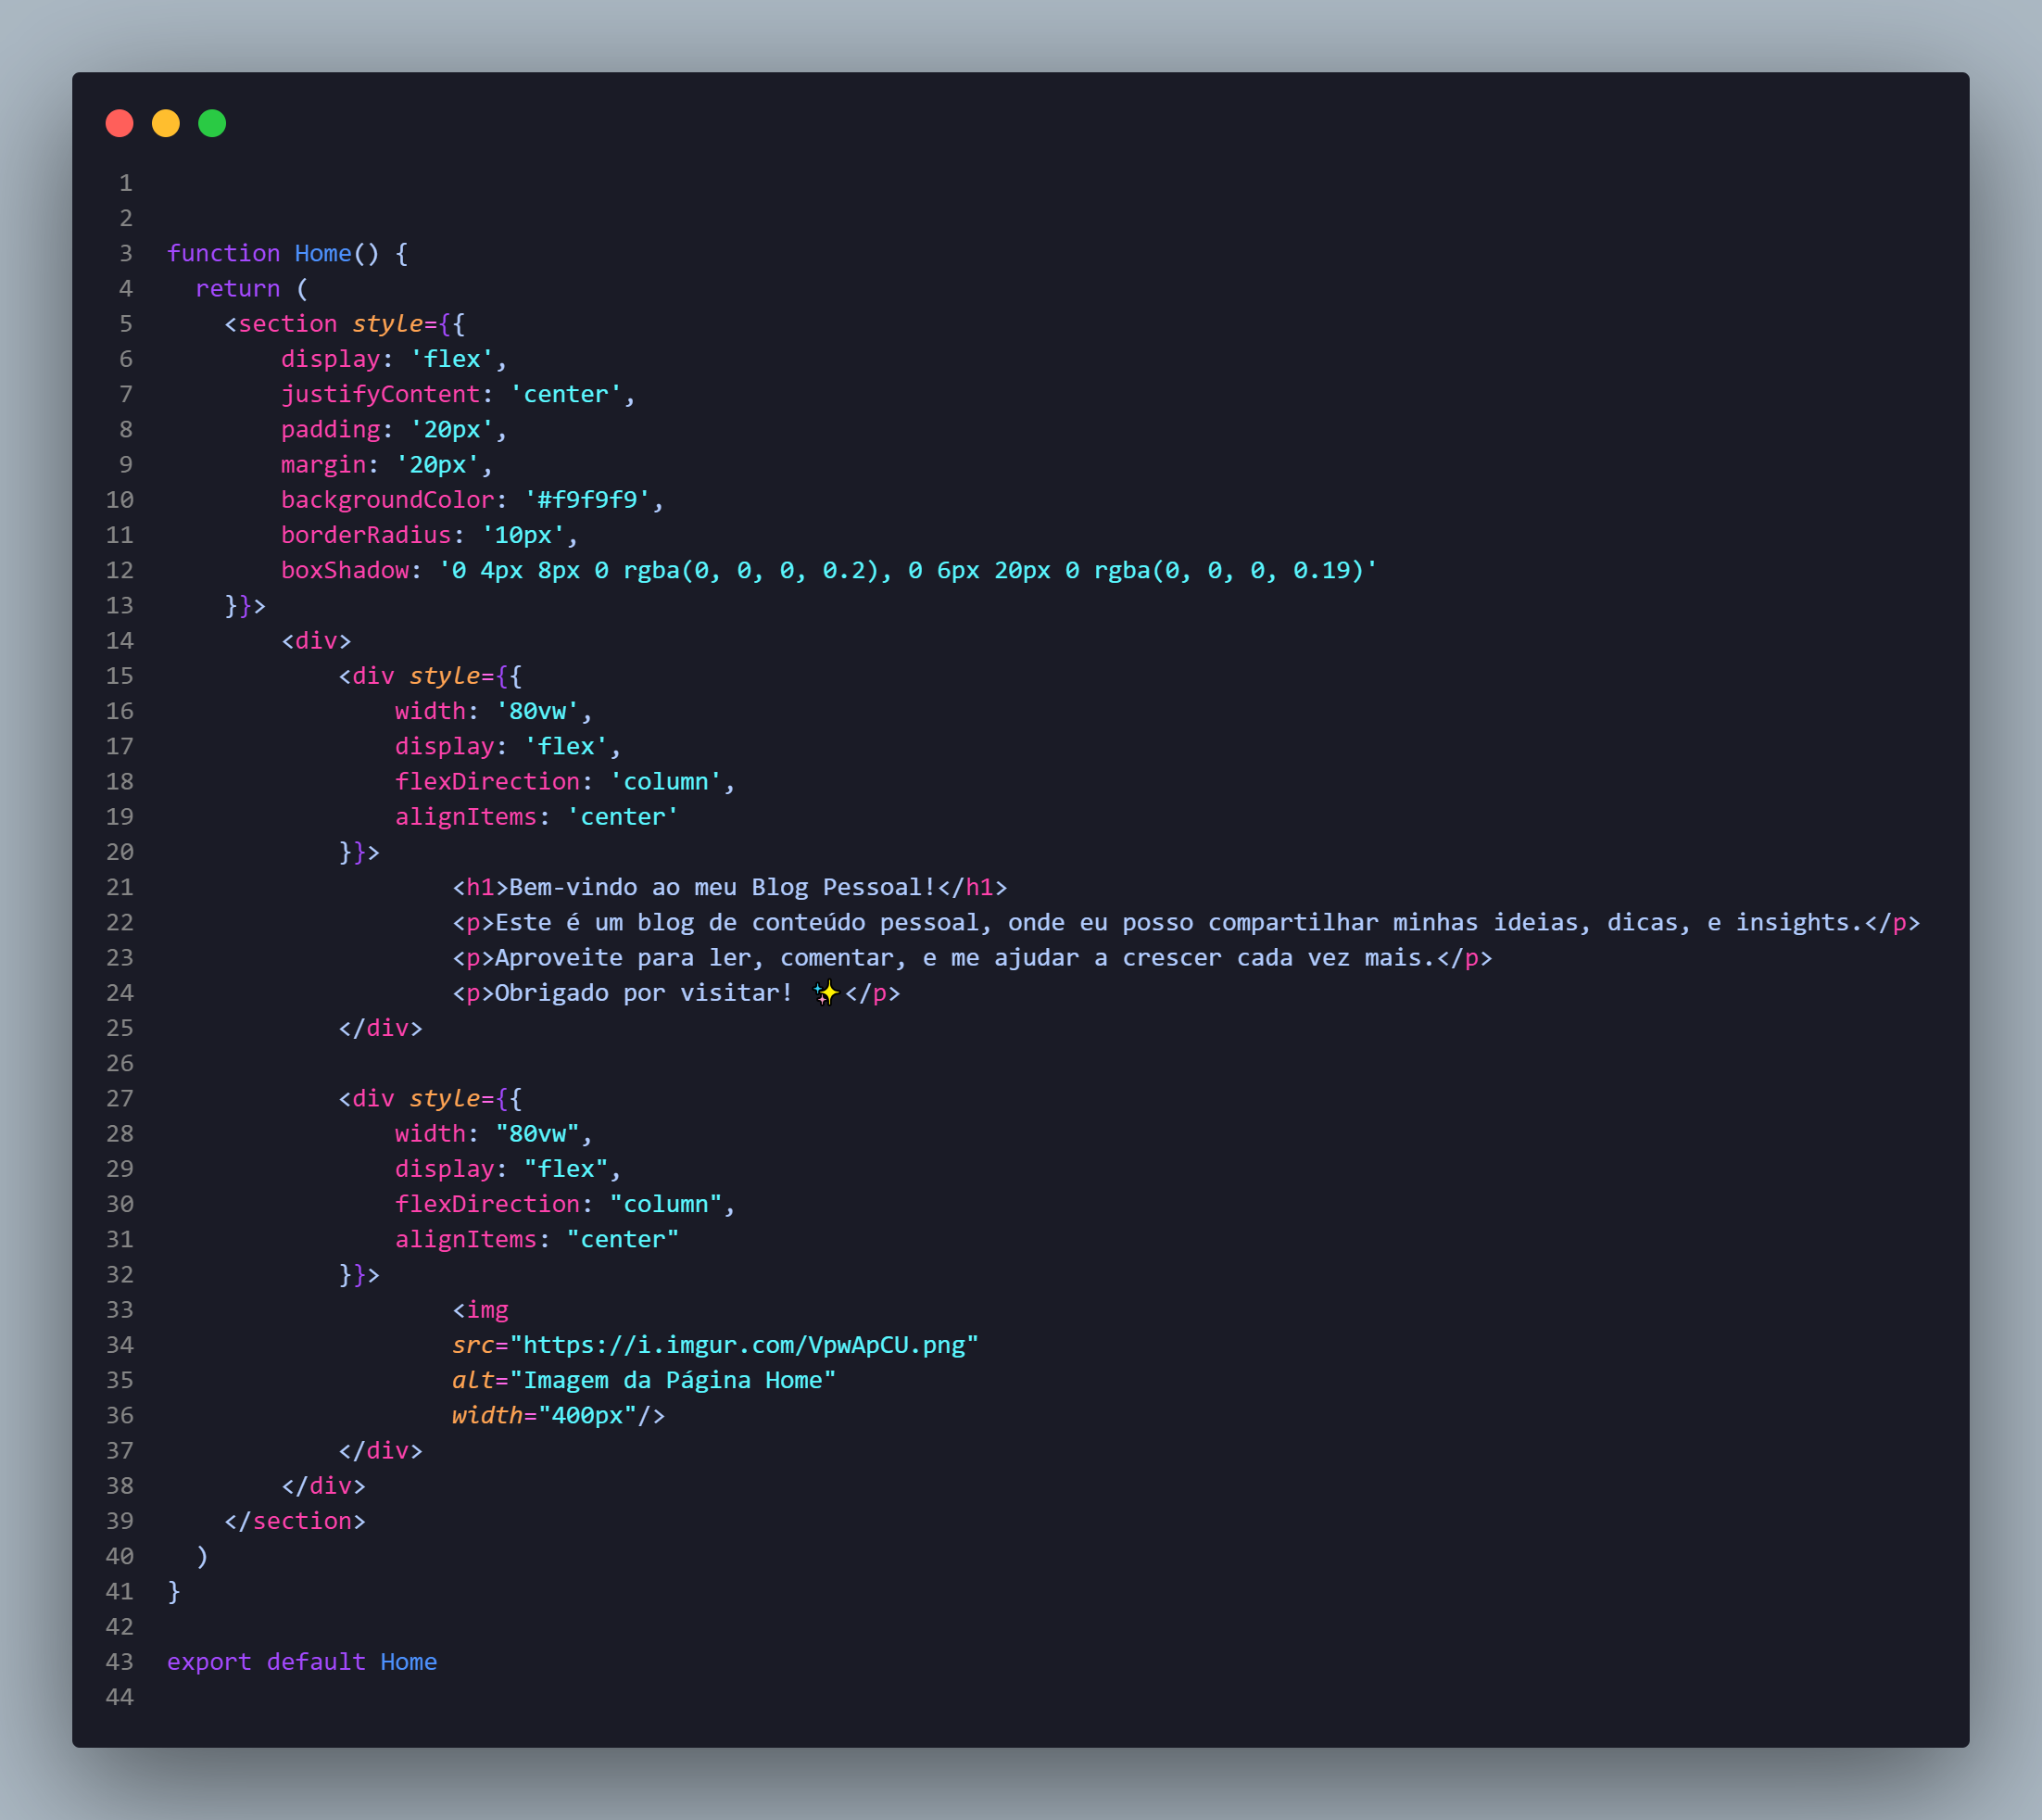 1
2
3 function Home() {
4   return (
5     <section style={{
6         display: 'flex',
7         justifyContent: 'center',
8         padding: '20px',
9         margin: '20px',
10         backgroundColor: '#f9f9f9',
11         borderRadius: '10px',
12         boxShadow: '0 4px 8px 0 rgba(0, 0, 0, 0.2), 0 6px 20px 0 rgba(0, 0, 0, 0.19)'
13     }}>
14         <div>
15             <div style={{
16                 width: '80vw',
17                 display: 'flex',
18                 flexDirection: 'column',
19                 alignItems: 'center'
20             }}>
21                     <h1>Bem-vindo ao meu Blog Pessoal!</h1>
22                     <p>Este é um blog de conteúdo pessoal, onde eu posso compartilhar minhas ideias, dicas, e insights.</p>
23                     <p>Aproveite para ler, comentar, e me ajudar a crescer cada vez mais.</p>
24                     <p>Obrigado por visitar! ✨</p>
25             </div>
26
27             <div style={{
28                 width: "80vw",
29                 display: "flex",
30                 flexDirection: "column",
31                 alignItems: "center"
32             }}>
33                     <img
34                     src="https://i.imgur.com/VpwApCU.png"
35                     alt="Imagem da Página Home"
36                     width="400px"/>
37             </div>
38         </div>
39     </section>
40   )
41 }
42
43 export default Home
44